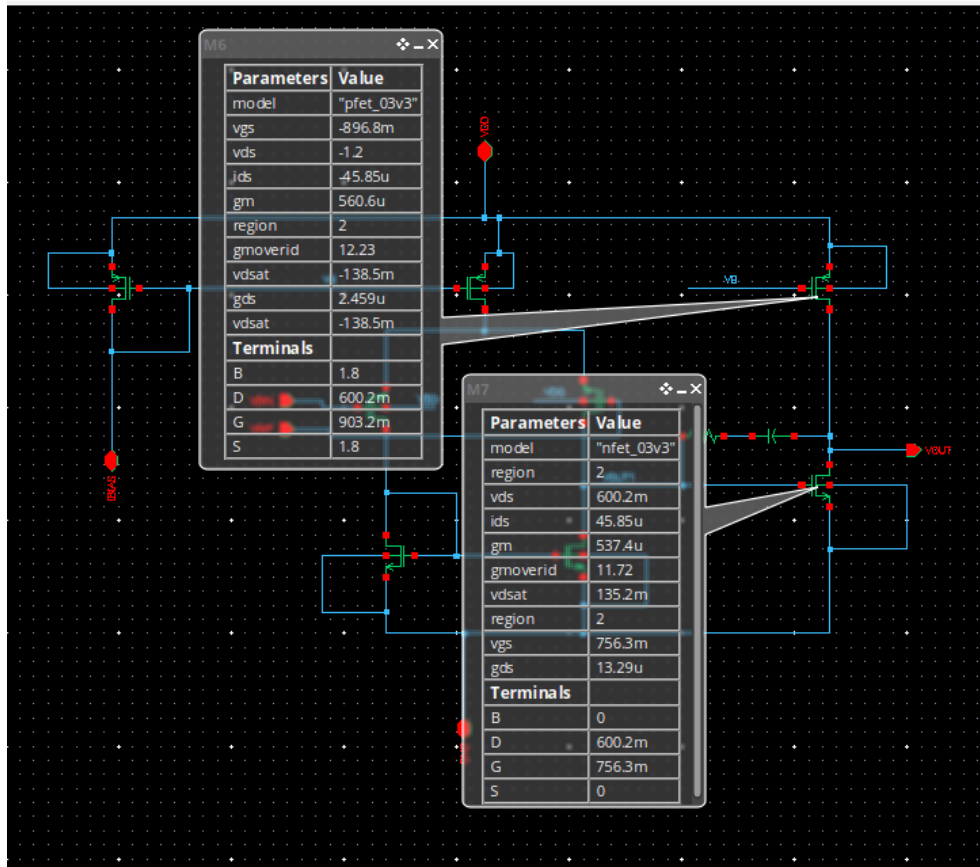 M6
Parameters Value
model "pfet_03v3"
vgs -896.8m
vds -1.2
ids -45.85u
gm 560.6u
region 2
gmoverid 12.23
vdsat -138.5m
gds 2.459u
vdsat -138.5m
Terminals
B 1.8
D 600.2m
G 903.2m
S 1.8
VDD
VB
IBIAS
VOUT
M7
Parameters Value
model "nfet_03v3"
region 2
vds 600.2m
ids 45.85u
gm 537.4u
gmoverid 11.72
vdsat 135.2m
region 2
vgs 756.3m
gds 13.29u
Terminals
B 0
D 600.2m
G 756.3m
S 0